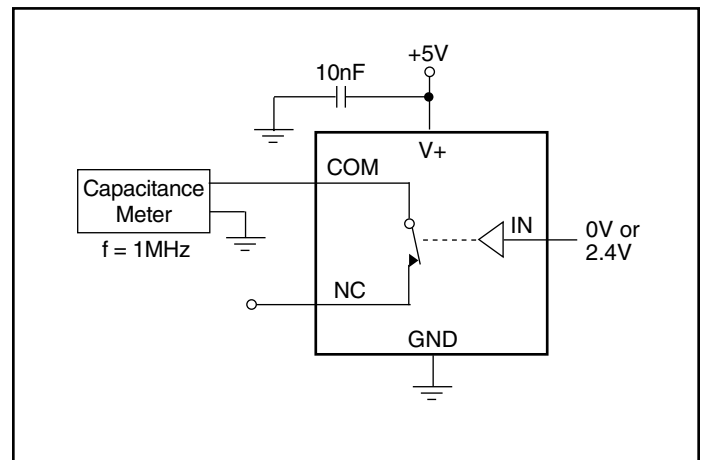 +5V
10nF
V+
COM
Capacitance
Meter
f = 1MHz
IN
0V or
2.4V
NC
GND